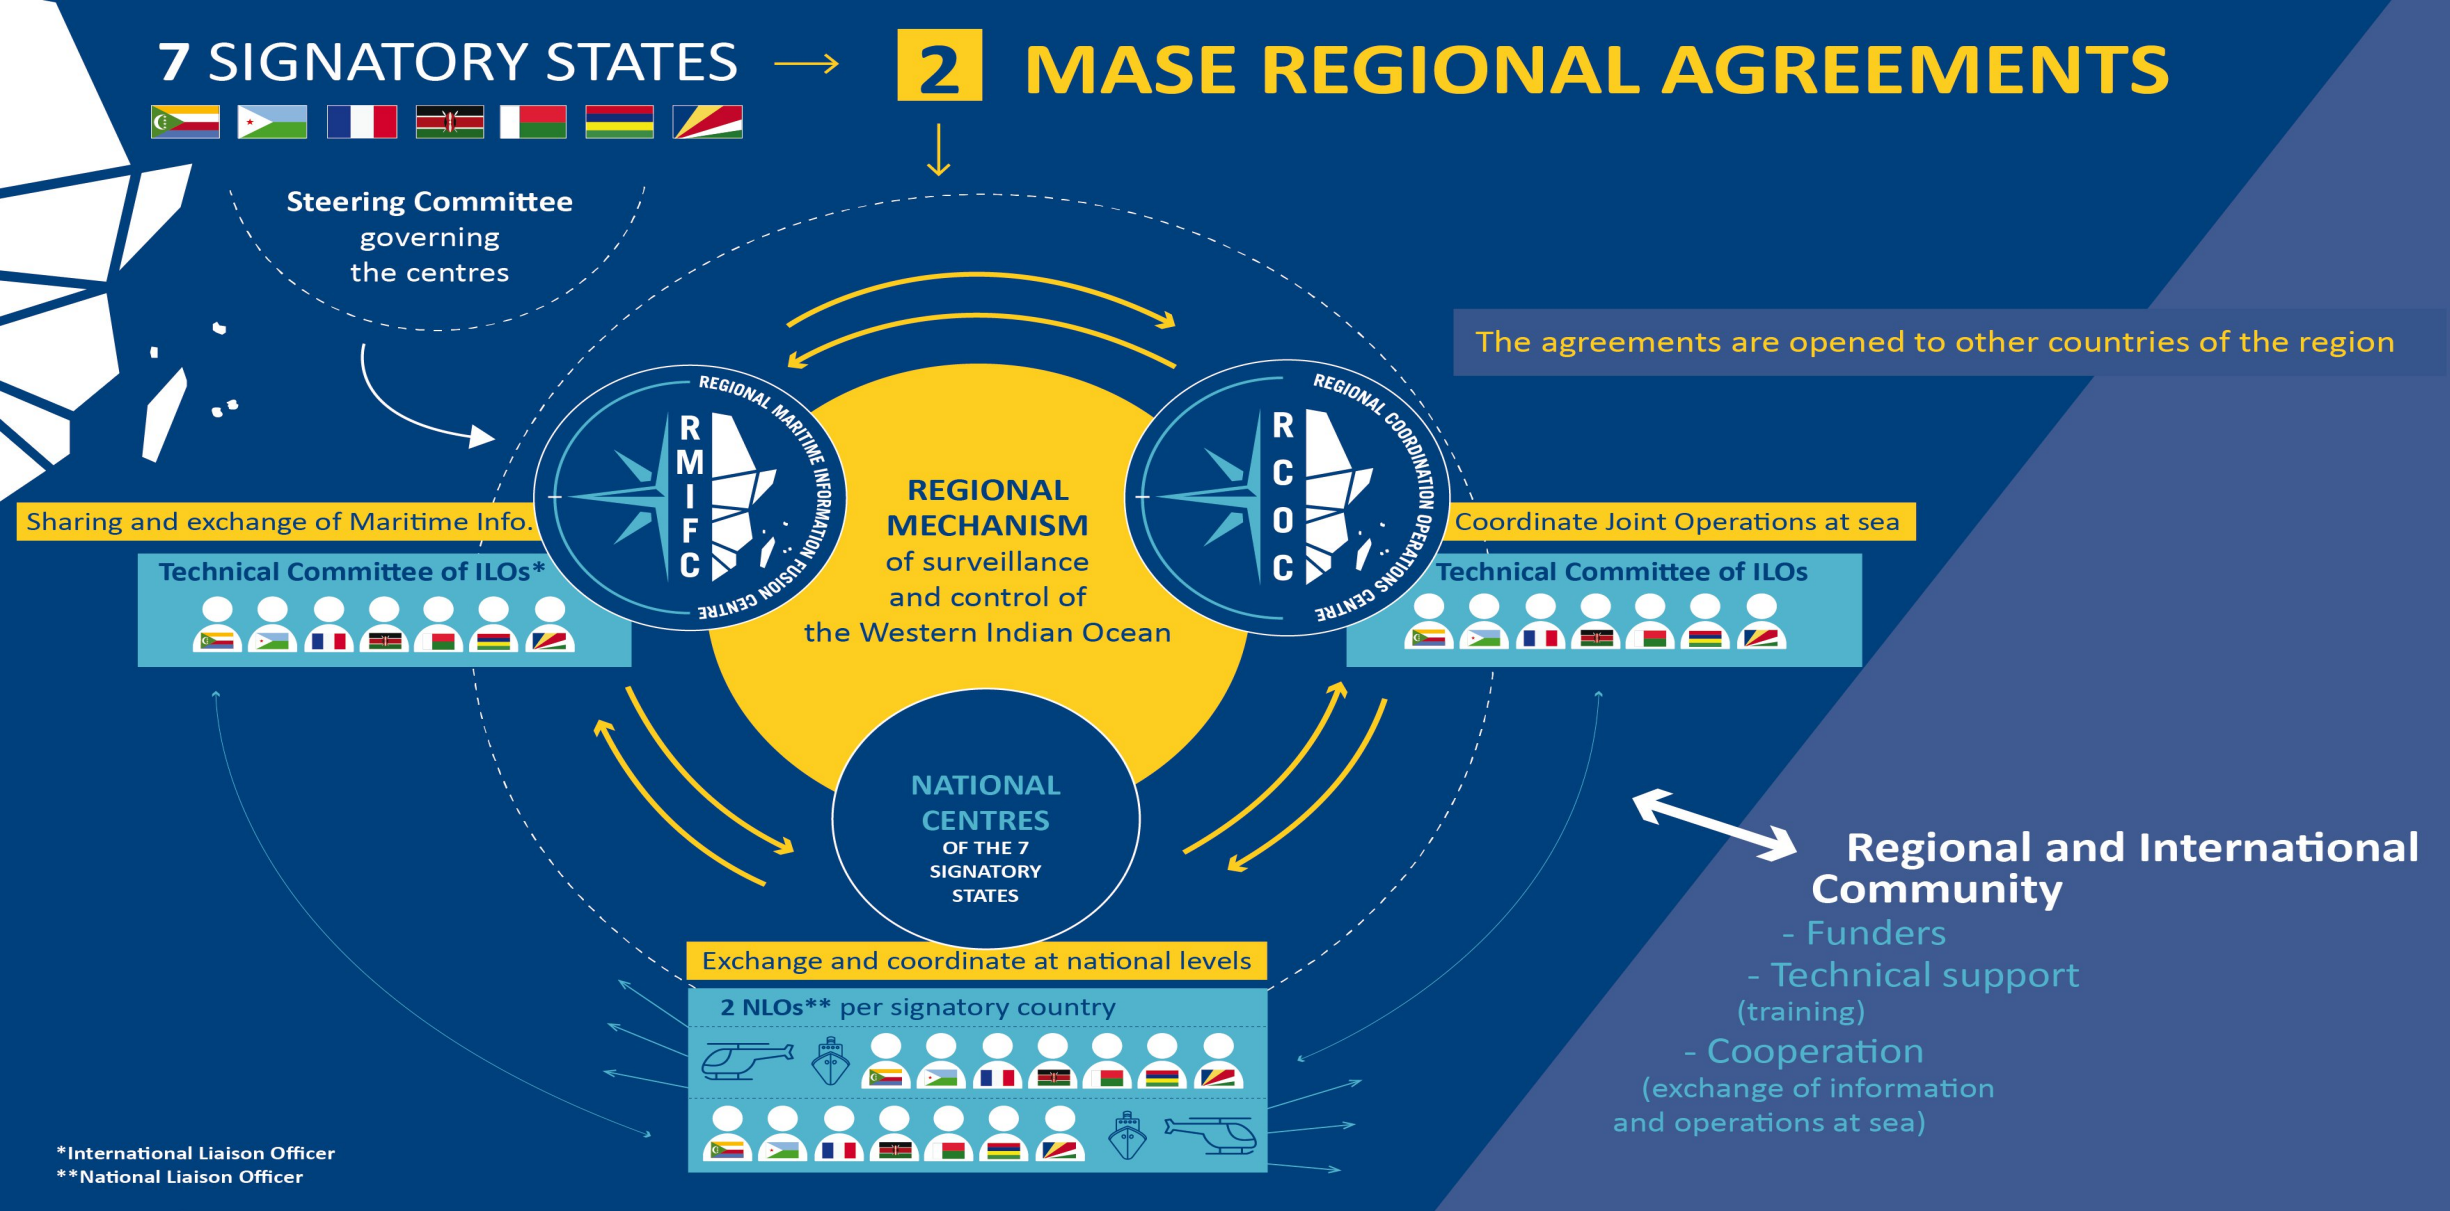 7 SIGNATORY STATES
2 MASE REGIONAL AGREEMENTS
Steering Committee
governing
the centres
The agreements are opened to other countries of the region
REGIONAL MARITIME INFORMATION FUSION CENTRE
RMIFC
REGIONAL COORDINATION OPERATIONS CENTRE
RCOC
REGIONAL
MECHANISM
of surveillance
and control of
the Western Indian Ocean
Sharing and exchange of Maritime Info.
Technical Committee of ILOs*
Coordinate Joint Operations at sea
Technical Committee of ILOs
NATIONAL
CENTRES
OF THE 7
SIGNATORY
STATES
Exchange and coordinate at national levels
2 NLOs** per signatory country
Regional and International
Community
- Funders
- Technical support
(training)
- Cooperation
(exchange of information
and operations at sea)
*International Liaison Officer
**National Liaison Officer